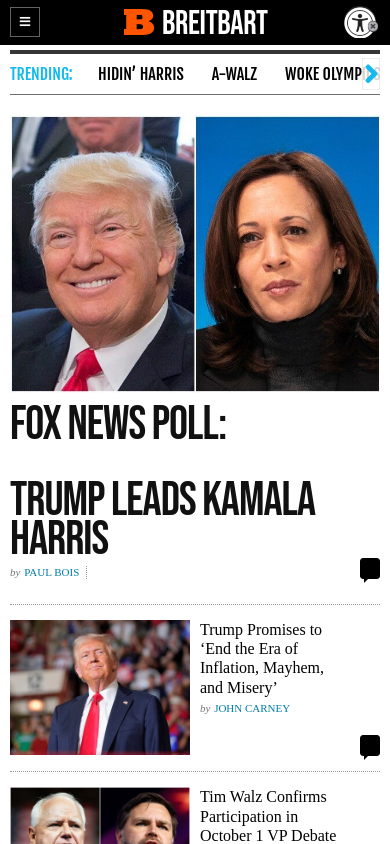 BREITBART
TRENDING:
HIDIN’ HARRIS
A-WALZ
WOKE OLYMP
FOX NEWS POLL:
TRUMP LEADS KAMALA
HARRIS
by PAUL BOIS
Trump Promises to
‘End the Era of
Inflation, Mayhem,
and Misery’
by JOHN CARNEY
Tim Walz Confirms
Participation in
October 1 VP Debate